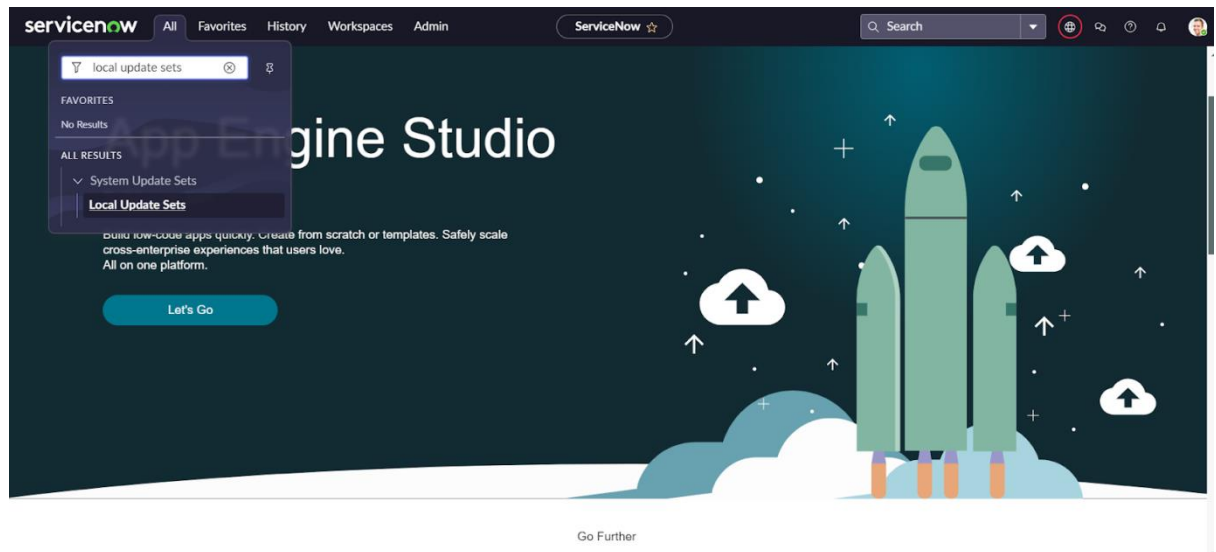 servicenow All Favorites History Workspaces Admin ServiceNow Search
local update sets
FAVORITES
No Results
App Engine Studio
ALL RESULTS
System Update Sets
Local Update Sets
Build low-code apps quickly. Create from scratch or templates. Safely scale
cross-enterprise experiences that users love.
All on one platform.
Let's Go
Go Further